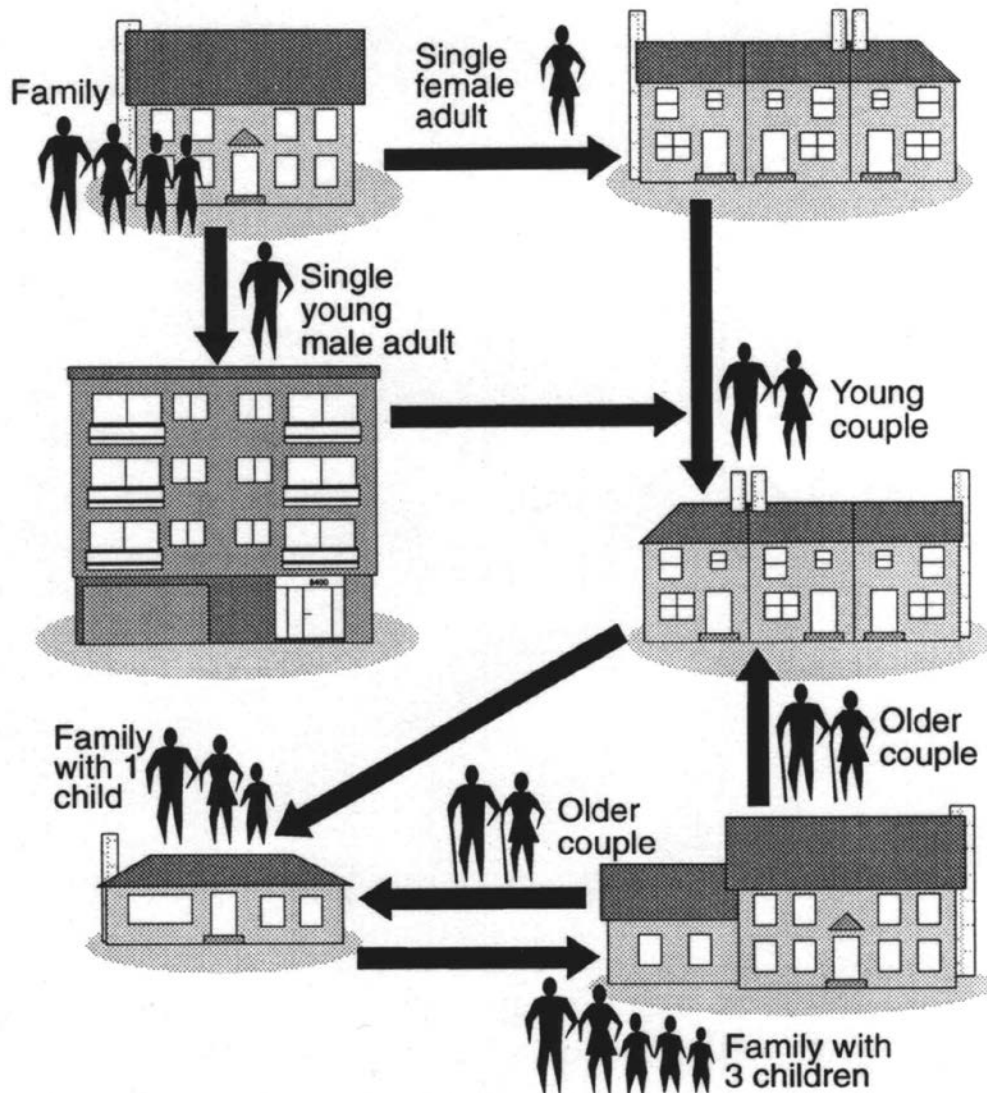 Family
Single
female
adult
Single
young
male adult
Young
couple
Family
with 1
child
Older
couple
Older
couple
Family with
3 children